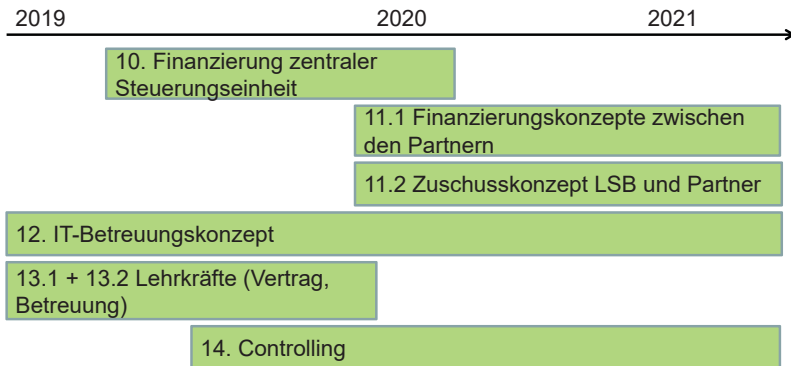 2019 2020 2021
10. Finanzierung zentraler
Steuerungseinheit
11.1 Finanzierungskonzepte zwischen
den Partnern
11.2 Zuschusskonzept LSB und Partner
12. IT-Betreuungskonzept
13.1 + 13.2 Lehrkräfte (Vertrag,
Betreuung)
14. Controlling